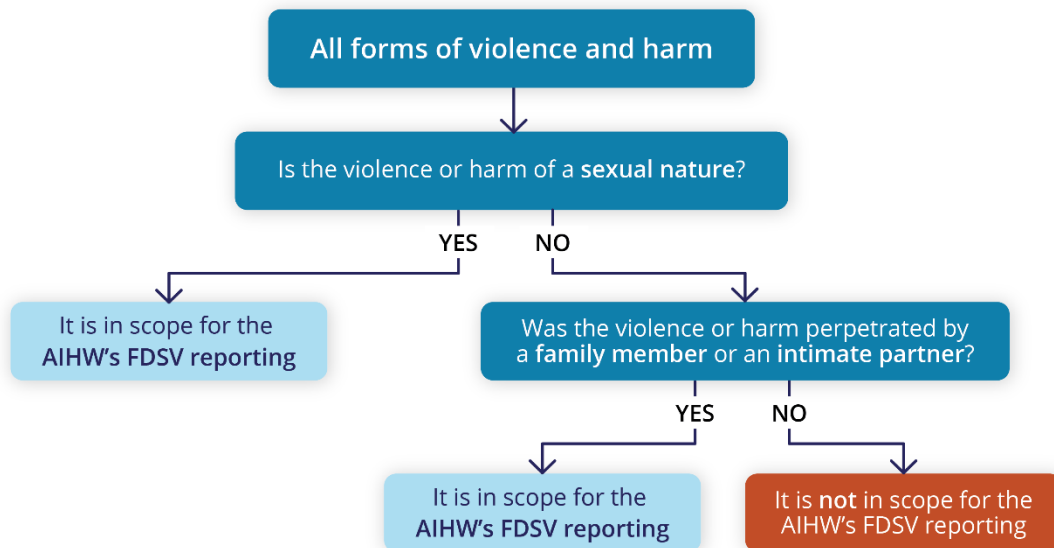 All forms of violence and harm
Is the violence or harm of a sexual nature?
YES
NO
It is in scope for the
AIHW's FDSV reporting
Was the violence or harm perpetrated by
a family member or an intimate partner?
YES
NO
It is in scope for the
AIHW's FDSV reporting
It is not in scope for the
AIHW's FDSV reporting